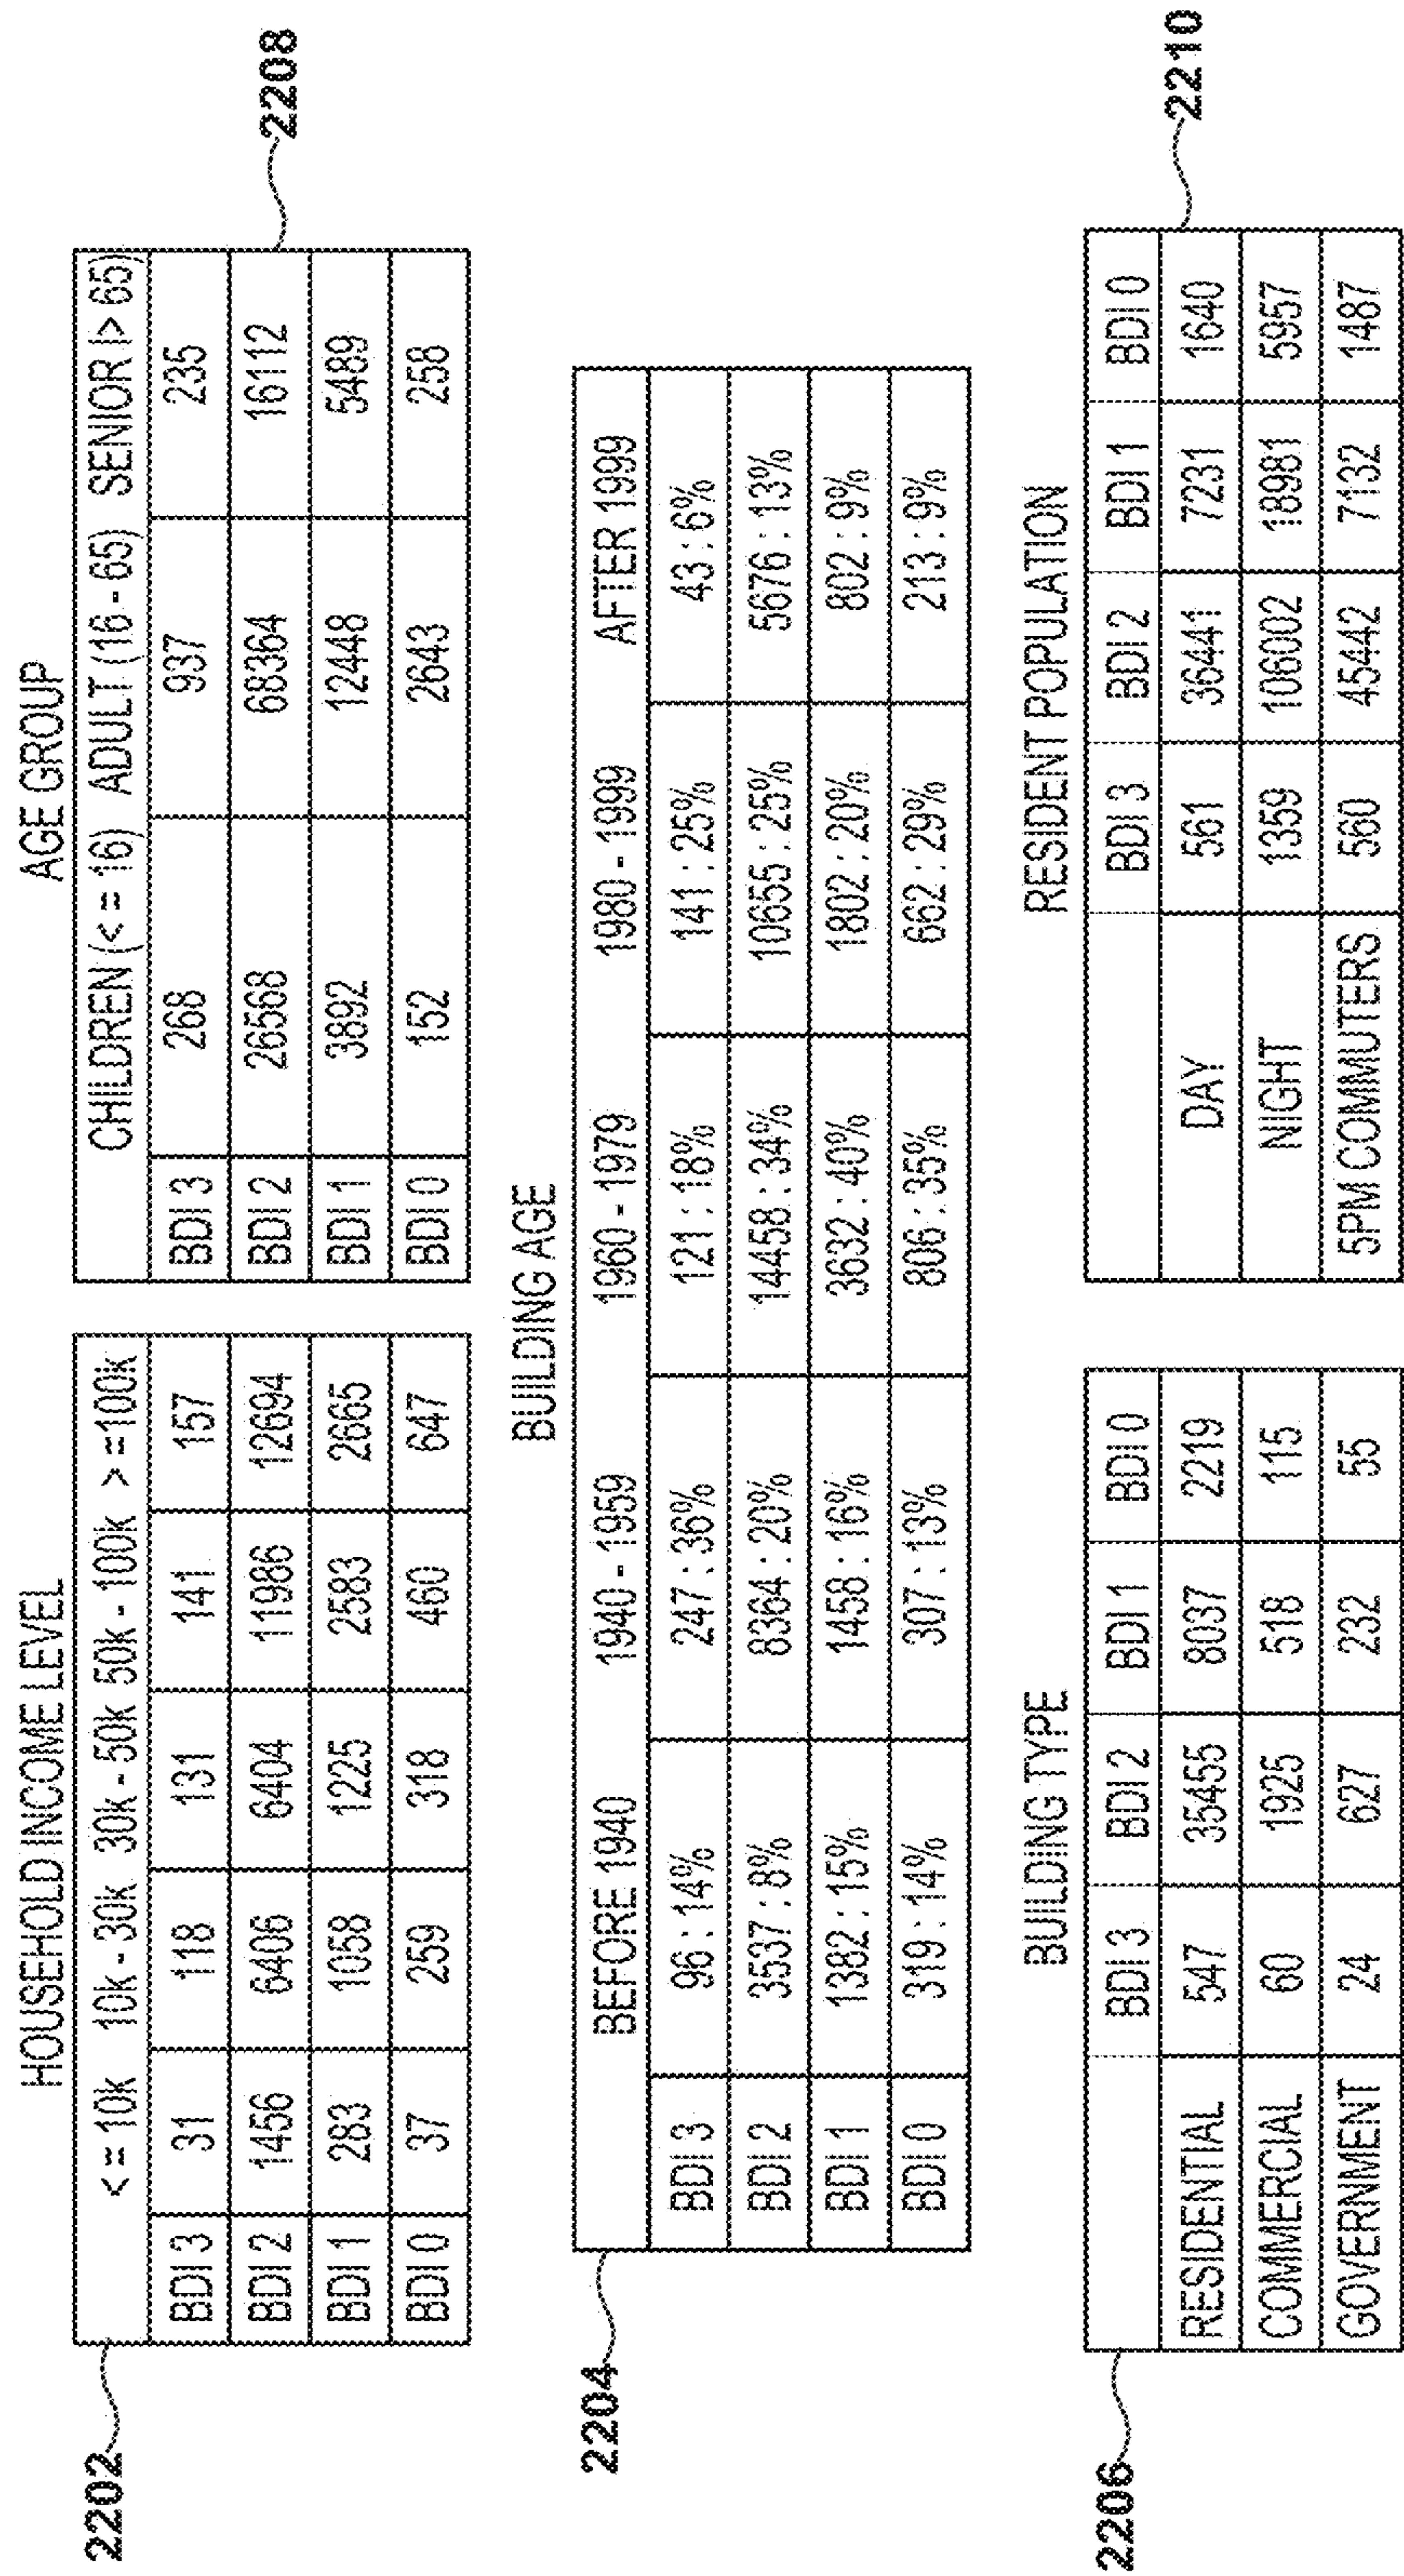 HOUSEHOLD INCOME LEVEL
<= 10k 10k - 30k 30k - 50k 50k - 100k >=100k
BDI 3 31 118 131 141 157
BDI 2 1456 6406 6404 11986 12694
BDI 1 283 1058 1225 2583 2665
BDI 0 37 259 318 460 647
2202
AGE GROUP
CHILDREN (< = 16) ADULT (16 - 65) SENIOR (> 65)
BDI 3 268 937 235
BDI 2 26568 68364 16112
BDI 1 3892 12448 5489
BDI 0 152 2643 258
2208
BUILDING AGE
BEFORE 1940 1940 - 1959 1960 - 1979 1980 - 1999 AFTER 1999
BDI 3 96 : 14% 247 : 36% 121 : 18% 141 : 25% 43 : 6%
BDI 2 3537 : 8% 8364 : 20% 14458 : 34% 10655 : 25% 5676 : 13%
BDI 1 1382 : 15% 1458 : 16% 3632 : 40% 1802 : 20% 802 : 9%
BDI 0 319 : 14% 307 : 13% 806 : 35% 662 : 29% 213 : 9%
2204
BUILDING TYPE
BDI 3 BDI 2 BDI 1 BDI 0
RESIDENTIAL 547 35455 8037 2219
COMMERCIAL 60 1925 518 115
GOVERNMENT 24 627 232 55
2206
RESIDENT POPULATION
BDI 3 BDI 2 BDI 1 BDI 0
DAY 561 36441 7231 1640
NIGHT 1359 106002 18981 5957
5PM COMMUTERS 560 45442 7132 1487
2210